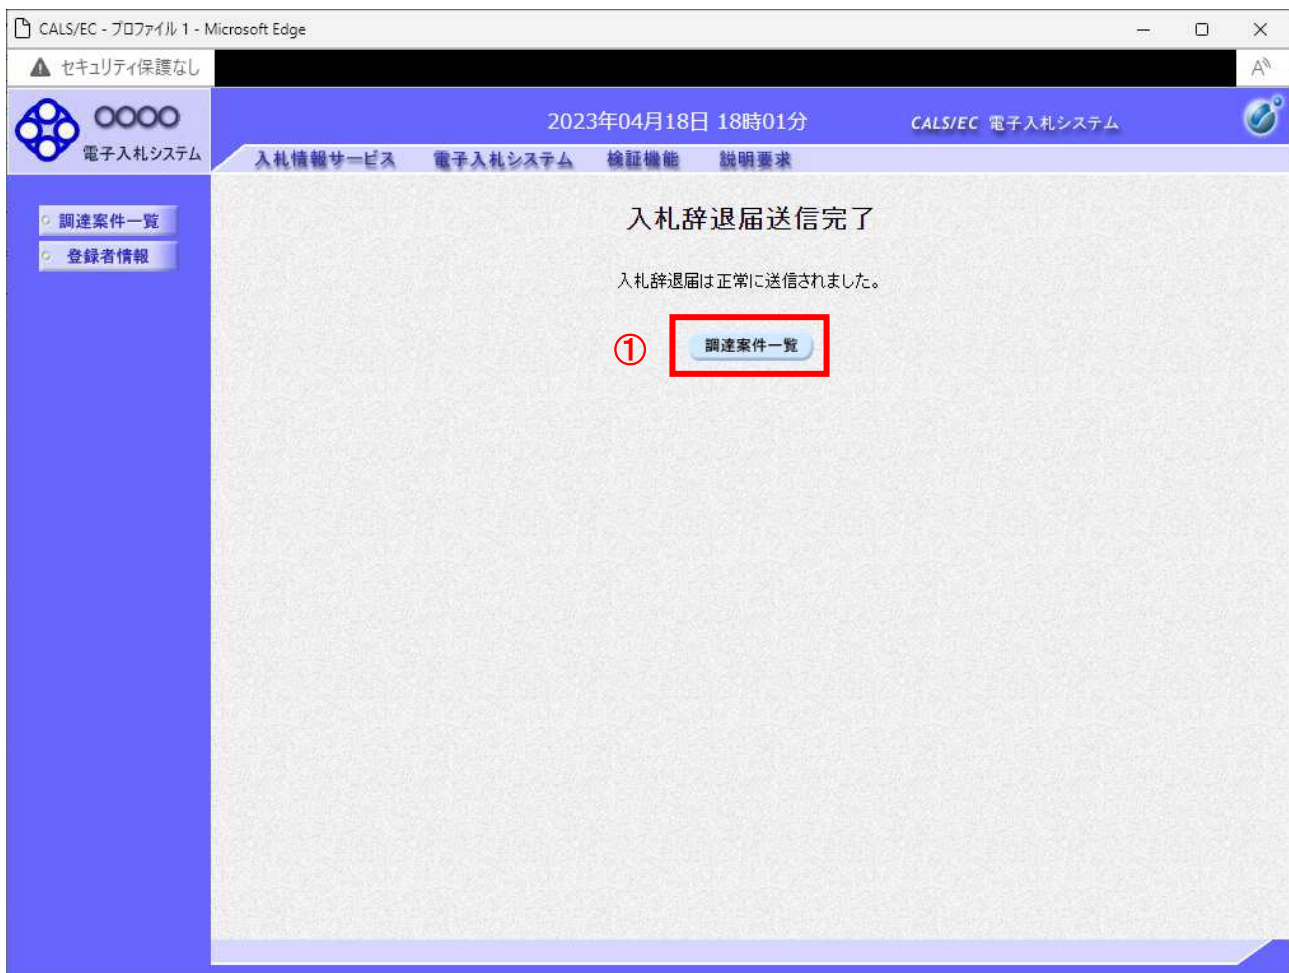 CALS/EC - プロファイル 1 - Microsoft Edge
セキュリティ保護なし
〇〇〇〇
電子入札システム
2023年04月18日 18時01分
CALS/EC 電子入札システム
入札情報サービス 電子入札システム 検証機能 説明要求
調達案件一覧
登録者情報
入札辞退届送信完了
入札辞退届は正常に送信されました。
① 調達案件一覧